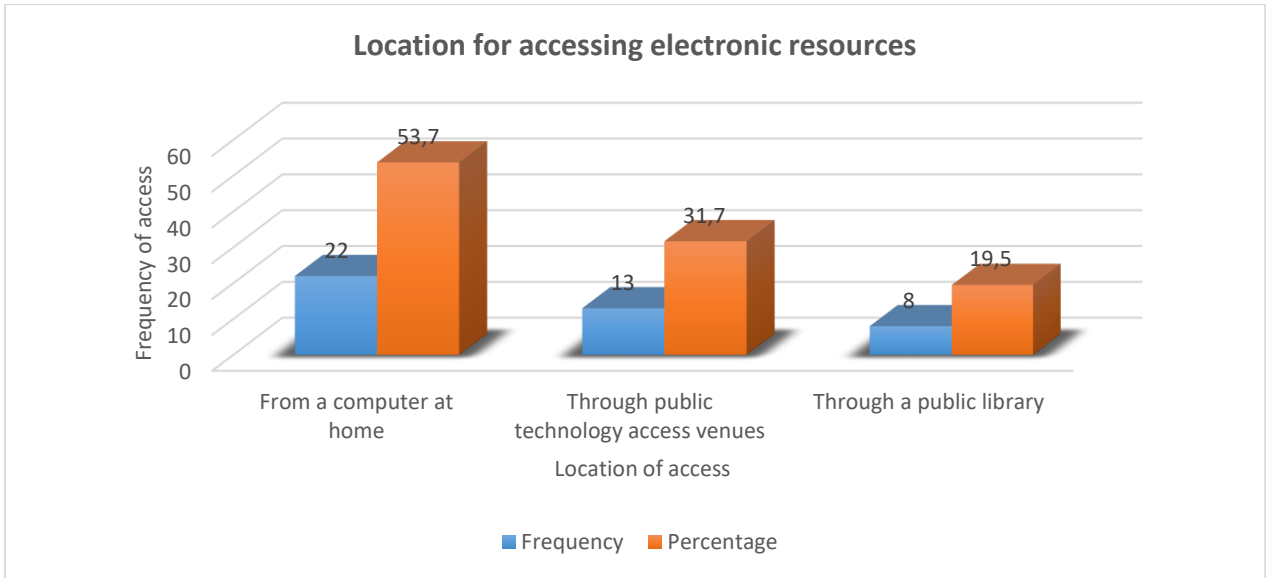 Location for accessing electronic resources
Frequency of access
60
50
40
30
20
10
0
22
53,7
13
31,7
8
19,5
From a computer at
home
Through public
technology access venues
Through a public library
Location of access
Frequency
Percentage